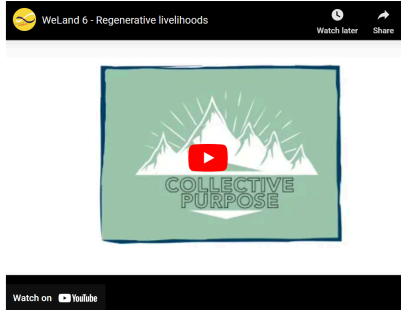 WeLand 6 - Regenerative livelihoods
Watch later
Share
COLLECTIVE
PURPOSE
Watch on YouTube